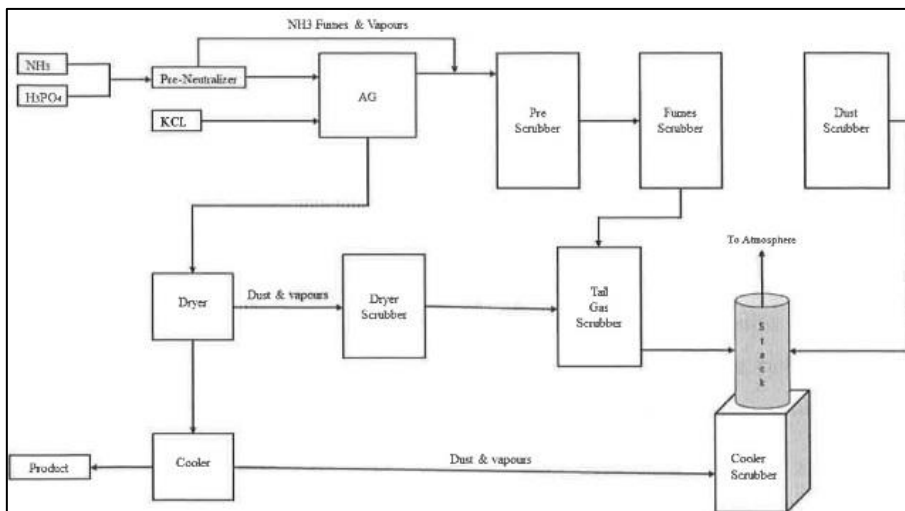 NH3 Fumes & Vapours
NH3
H3PO4
Pre-Neutralizer
KCL
AG
Pre
Scrubber
Fumes
Scrubber
Dust
Scrubber
To Atmosphere
Dryer
Dust & vapours
Dryer
Scrubber
Tail
Gas
Scrubber
Stack
Product
Cooler
Dust & vapours
Cooler
Scrubber